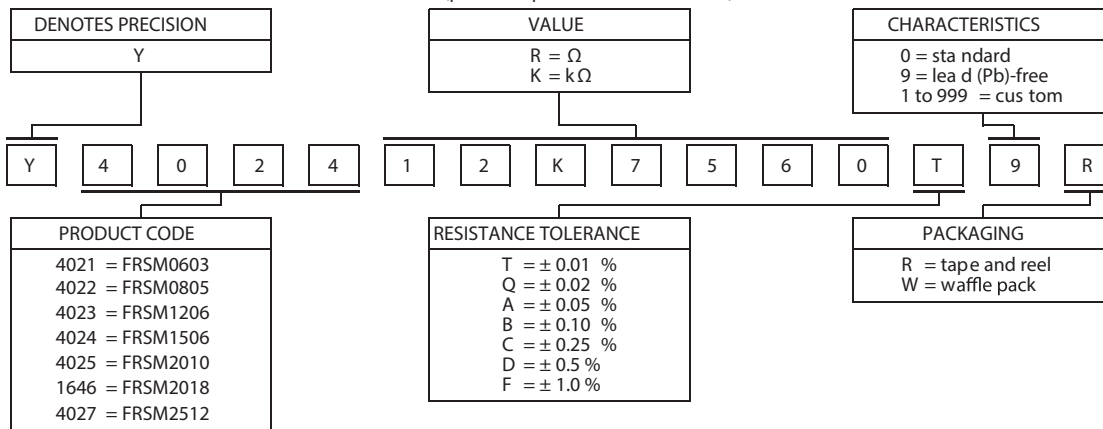 DENOTES PRECISION
Y
VALUE
R = Ω
K = kΩ
CHARACTERISTICS
0 = sta ndard
9 = lea d (Pb)-free
1 to 999 = cus tom
Y 4 0 2 4 1 2 K 7 5 6 0 T 9 R
PRODUCT CODE
4021 = FRSM0603
4022 = FRSM0805
4023 = FRSM1206
4024 = FRSM1506
4025 = FRSM2010
1646 = FRSM2018
4027 = FRSM2512
RESISTANCE TOLERANCE
T = ± 0.01 %
Q = ± 0.02 %
A = ± 0.05 %
B = ± 0.10 %
C = ± 0.25 %
D = ± 0.5 %
F = ± 1.0 %
PACKAGING
R = tape and reel
W = waffle pack